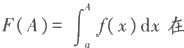 F(A) = ∫_a^A f(x)dx 在